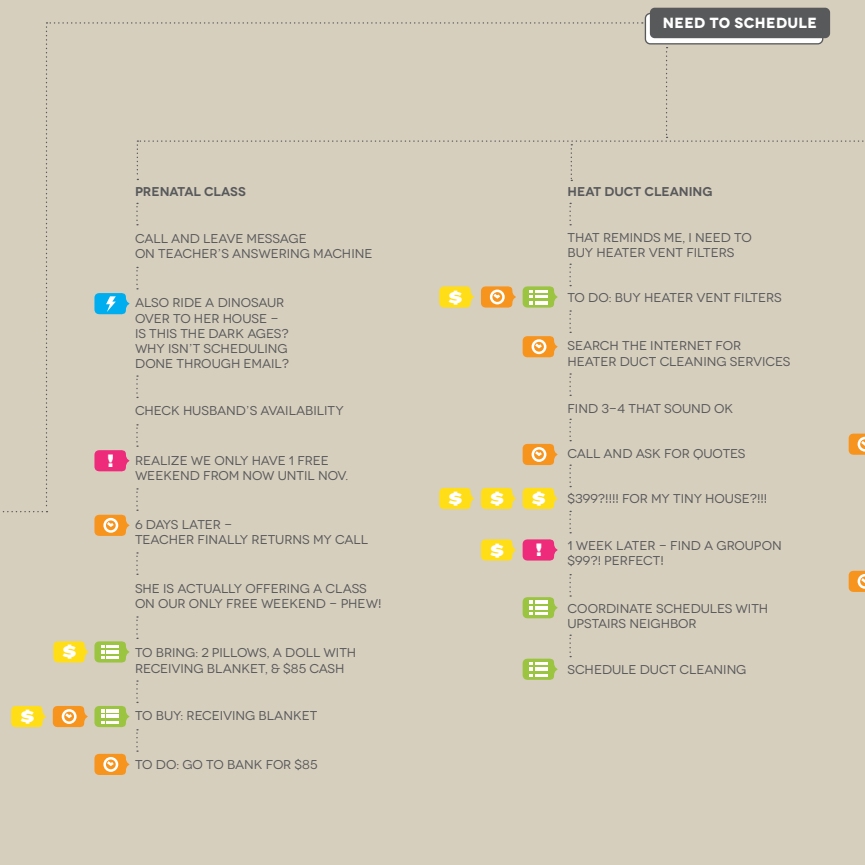 NEED TO SCHEDULE
PRENATAL CLASS
CALL AND LEAVE MESSAGE
ON TEACHER'S ANSWERING MACHINE
ALSO RIDE A DINOSAUR
OVER TO HER HOUSE –
IS THIS THE DARK AGES?
WHY ISN'T SCHEDULING
DONE THROUGH EMAIL?
CHECK HUSBAND'S AVAILABILITY
! REALIZE WE ONLY HAVE 1 FREE
WEEKEND FROM NOW UNTIL NOV.
6 DAYS LATER –
TEACHER FINALLY RETURNS MY CALL
SHE IS ACTUALLY OFFERING A CLASS
ON OUR ONLY FREE WEEKEND – PHEW!
$ TO BRING: 2 PILLOWS, A DOLL WITH
RECEIVING BLANKET, & $85 CASH
$ TO BUY: RECEIVING BLANKET
TO DO: GO TO BANK FOR $85
HEAT DUCT CLEANING
THAT REMINDS ME, I NEED TO
BUY HEATER VENT FILTERS
$ TO DO: BUY HEATER VENT FILTERS
SEARCH THE INTERNET FOR
HEATER DUCT CLEANING SERVICES
FIND 3–4 THAT SOUND OK
CALL AND ASK FOR QUOTES
$ $ $ $399?!!!! FOR MY TINY HOUSE?!!!
$ ! 1 WEEK LATER – FIND A GROUPON
$99?! PERFECT!
COORDINATE SCHEDULES WITH
UPSTAIRS NEIGHBOR
SCHEDULE DUCT CLEANING